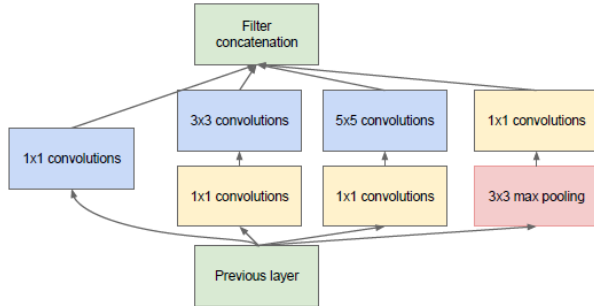 Filter
concatenation
3x3 convolutions
5x5 convolutions
1x1 convolutions
1x1 convolutions
1x1 convolutions
1x1 convolutions
3x3 max pooling
Previous layer